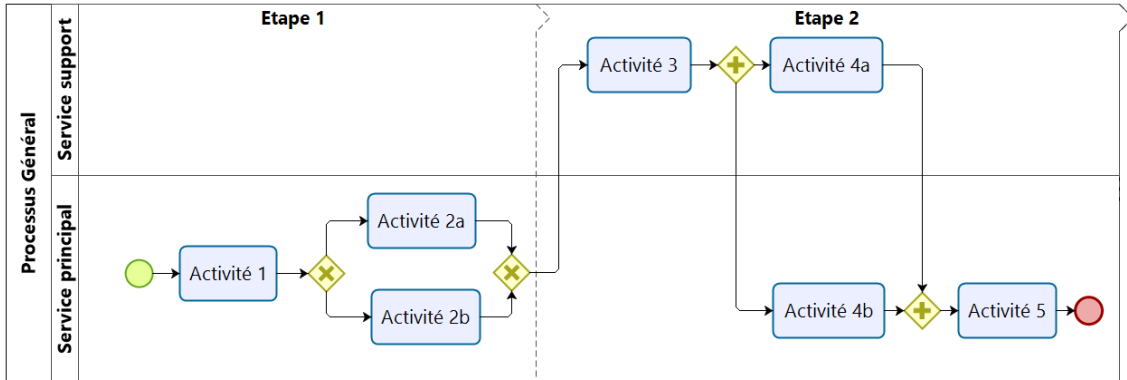 Processus Général
Service support
Service principal
Etape 1
Etape 2
Activité 3
Activité 4a
Activité 1
Activité 2a
Activité 2b
Activité 4b
Activité 5